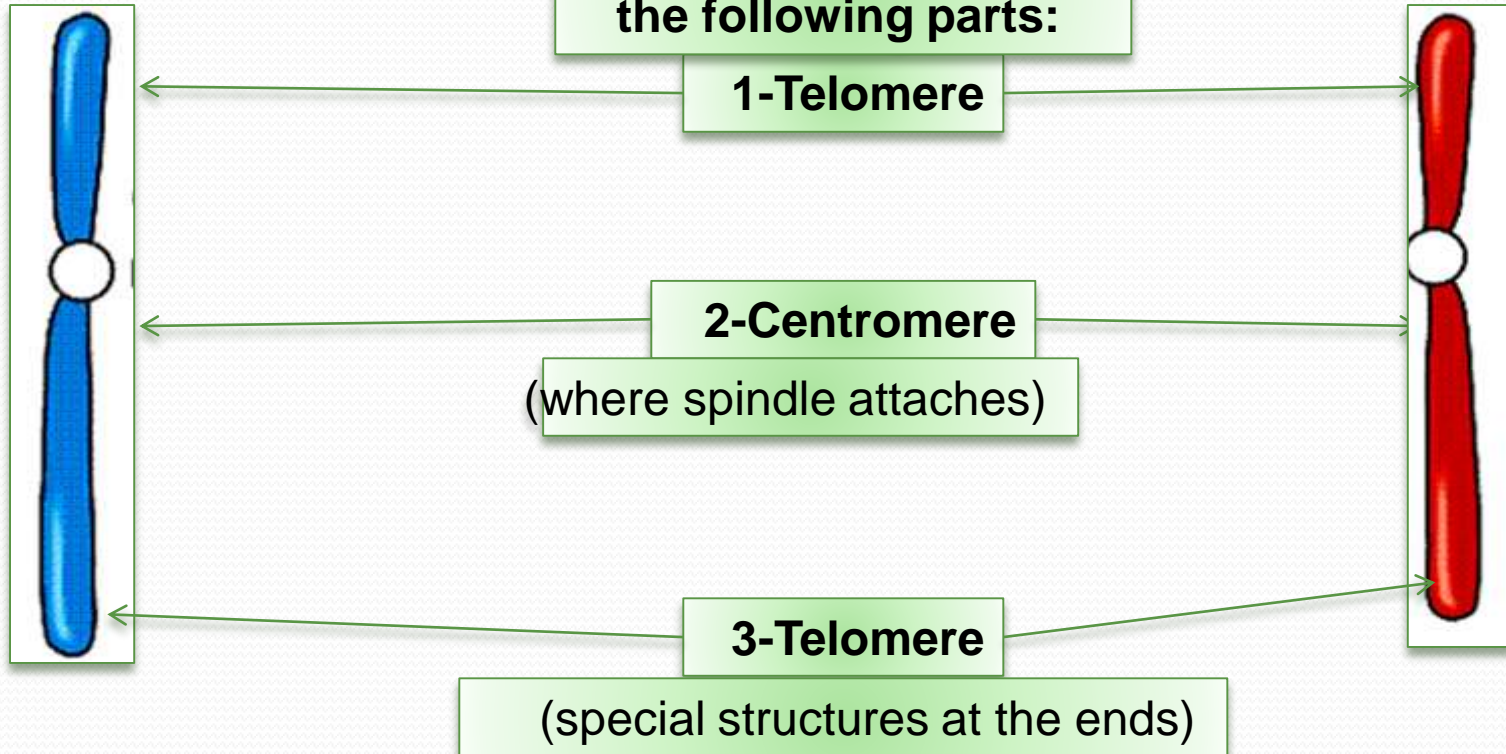 the following parts:
1-Telomere
2-Centromere
(where spindle attaches)
3-Telomere
(special structures at the ends)